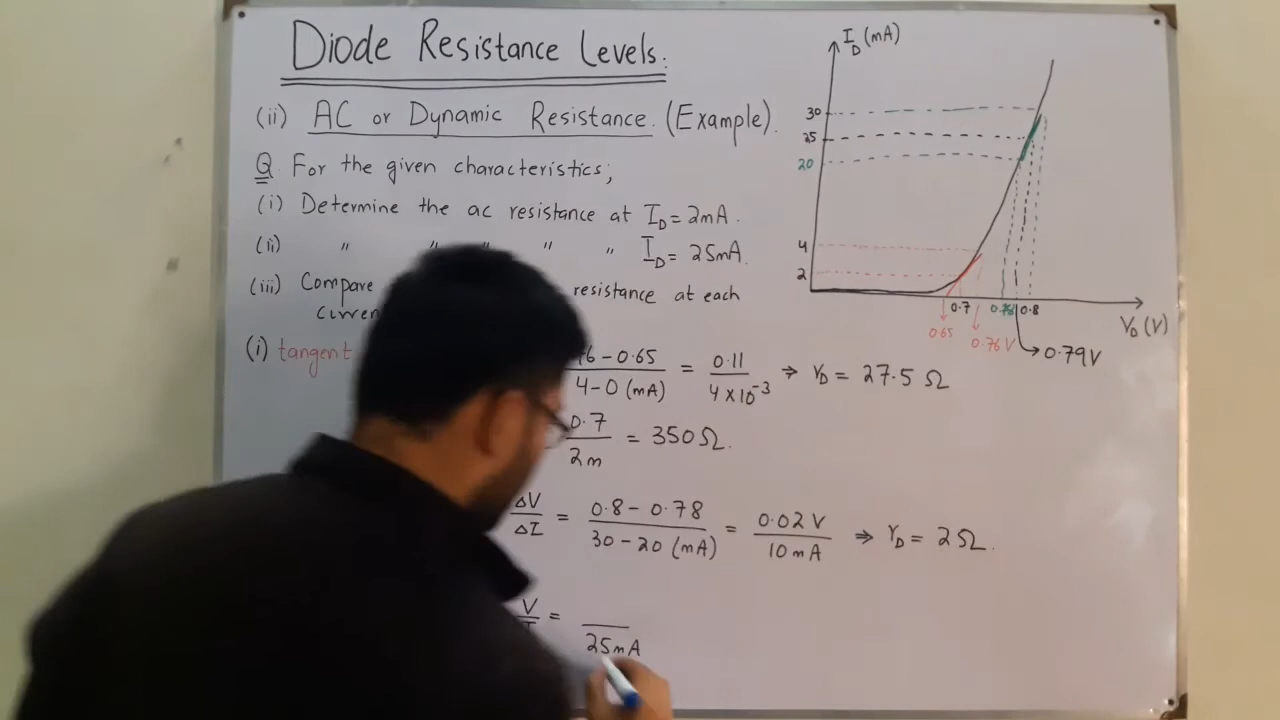 Diode Resistance Levels.
(ii) AC or Dynamic Resistance. (Example).
Q For the given characteristics;
(i) Determine the ac resistance at I_D = 2mA.
(ii) " " " " " I_D = 25mA.
(iii) Compare resistance at each
(i) tangent
- 0.65 / 4 - 0 (mA) = 0.11 / 4 × 10^-3 ⇒ r_D = 27.5 Ω
0.7 / 2m = 350 Ω.
ΔV / ΔI = 0.8 - 0.78 / 30 - 20 (mA) = 0.02 V / 10 mA ⇒ r_D = 2 Ω.
V = / 25mA
I_D (mA)
30
25
20
4
2
0.7 0.78 0.8
0.65
0.76 V
0.79V
V_D (V)